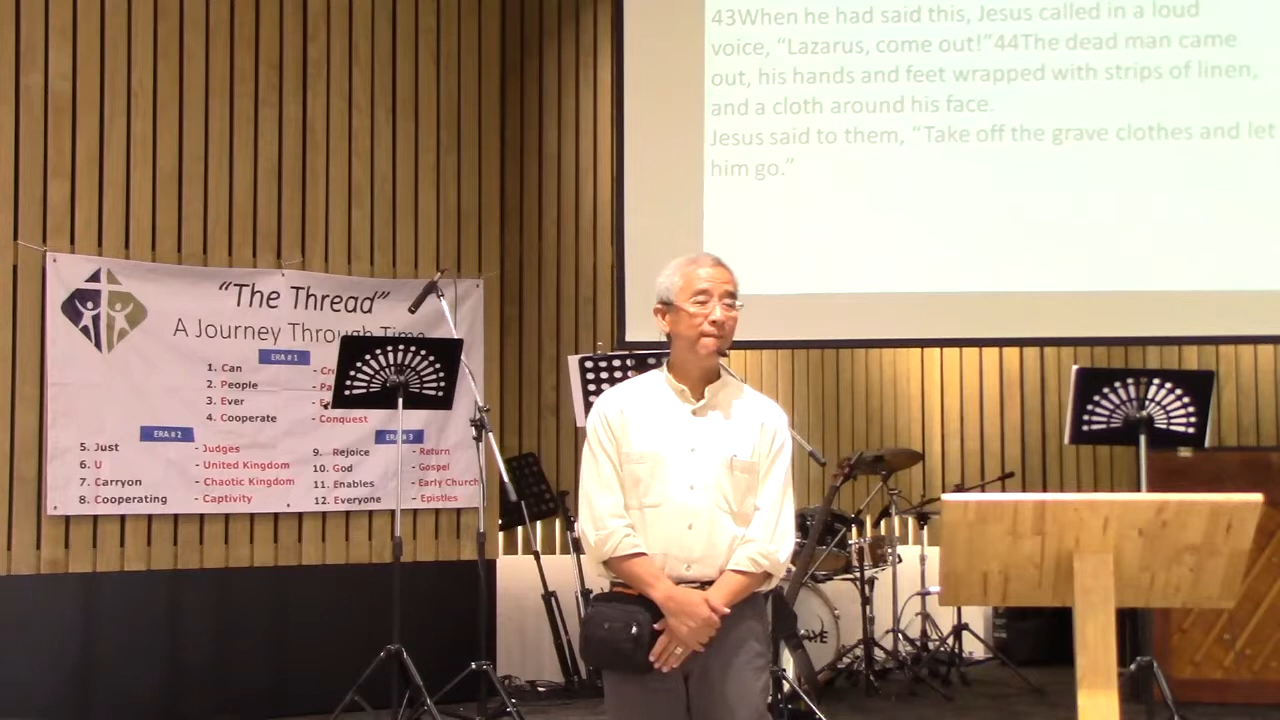 43When he had said this, Jesus called in a loud
voice, “Lazarus, come out!”44The dead man came
out, his hands and feet wrapped with strips of linen,
and a cloth around his face.
Jesus said to them, “Take off the grave clothes and let
him go.”
“The Thread”
A Journey Through Time
ERA # 1
1. Can
2. People
3. Ever
4. Cooperate - Conquest
ERA # 2
5. Just - Judges
6. U - United Kingdom
7. Carryon - Chaotic Kingdom
8. Cooperating - Captivity
ERA # 3
9. Rejoice - Return
10. God - Gospel
11. Enables - Early Church
12. Everyone - Epistles